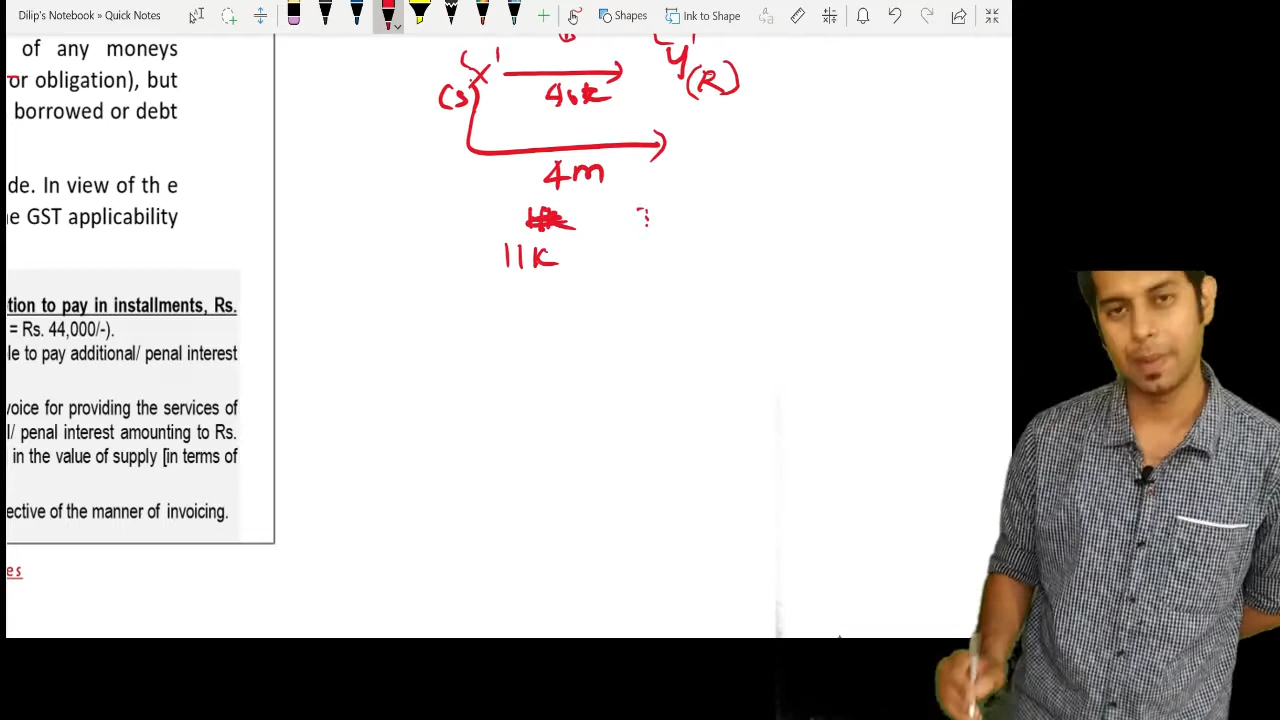 Dilip's Notebook » Quick Notes
Shapes
Ink to Shape
of any moneys
or obligation), but
borrowed or debt
de. In view of th e
e GST applicability
tion to pay in installments, Rs.
= Rs. 44,000/-).
le to pay additional/ penal interest
voice for providing the services of
l/ penal interest amounting to Rs.
in the value of supply [in terms of
ective of the manner of invoicing.
es
'X' 'Y'
(S) 40k (R)
4m
11k